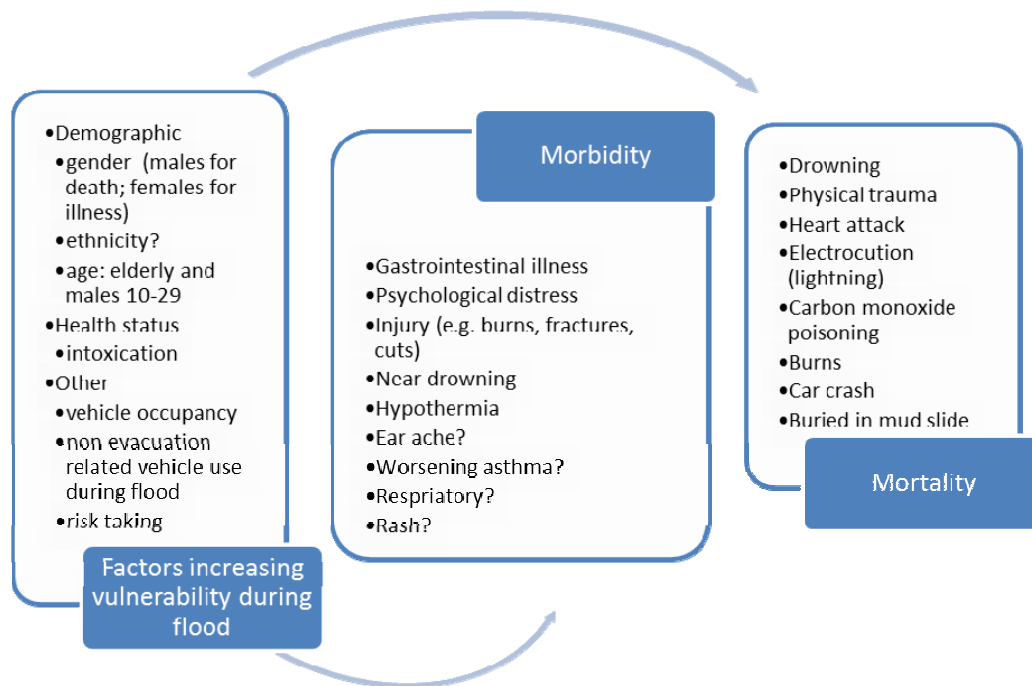 •Demographic
•gender (males for
death; females for
illness)
•ethnicity?
•age: elderly and
males 10-29
•Health status
•intoxication
•Other
•vehicle occupancy
•non evacuation
related vehicle use
during flood
•risk taking
Factors increasing
vulnerability during
flood
Morbidity
•Gastrointestinal illness
•Psychological distress
•Injury (e.g. burns, fractures,
cuts)
•Near drowning
•Hypothermia
•Ear ache?
•Worsening asthma?
•Respriatory?
•Rash?
•Drowning
•Physical trauma
•Heart attack
•Electrocution
(lightning)
•Carbon monoxide
poisoning
•Burns
•Car crash
•Buried in mud slide
Mortality